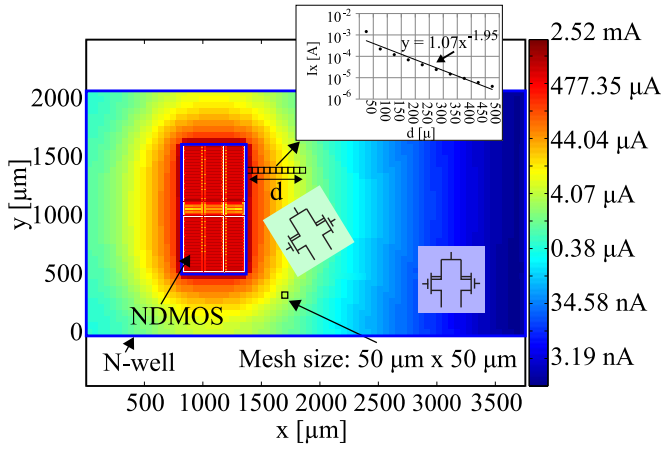 10-2
10-3
10-4
10-5
10-6
Ix [A]
y = 1.07x-1.95
50 100 150 180 230 250 300 350 400 450 500
d [µ]
2000
1500
1000
500
0
y [µm]
d
NDMOS
N-well
Mesh size: 50 µm x 50 µm
500 1000 1500 2000 2500 3000 3500
x [µm]
2.52 mA
477.35 µA
44.04 µA
4.07 µA
0.38 µA
34.58 nA
3.19 nA